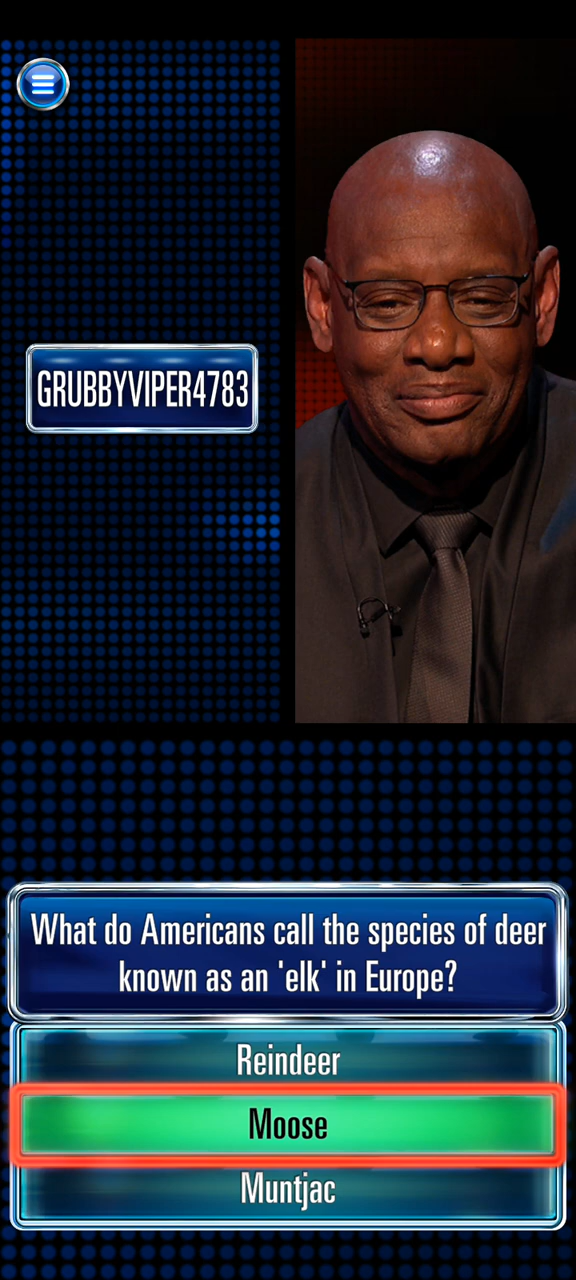 GRUBBYVIPER4783
What do Americans call the species of deer
known as an 'elk' in Europe?
Reindeer
Moose
Muntjac